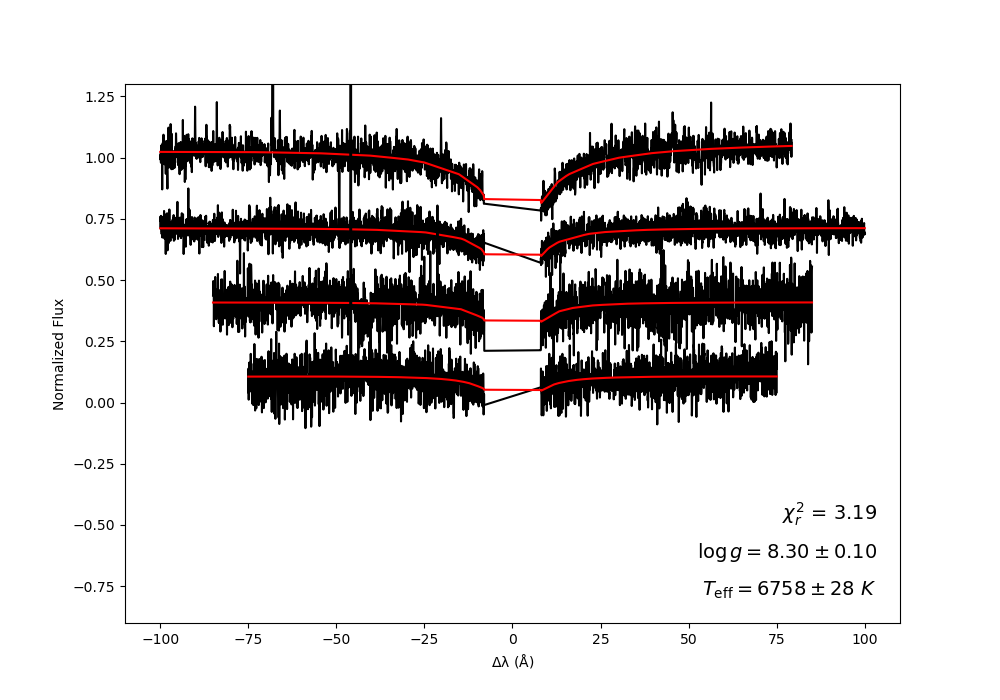 1.25
1.00
0.75
0.50
0.25
0.00
−0.25
−0.50
−0.75
Normalized Flux
χ²ᵣ = 3.19
log g = 8.30 ± 0.10
T_eff = 6758 ± 28 K
−100 −75 −50 −25 0 25 50 75 100
Δλ (Å)